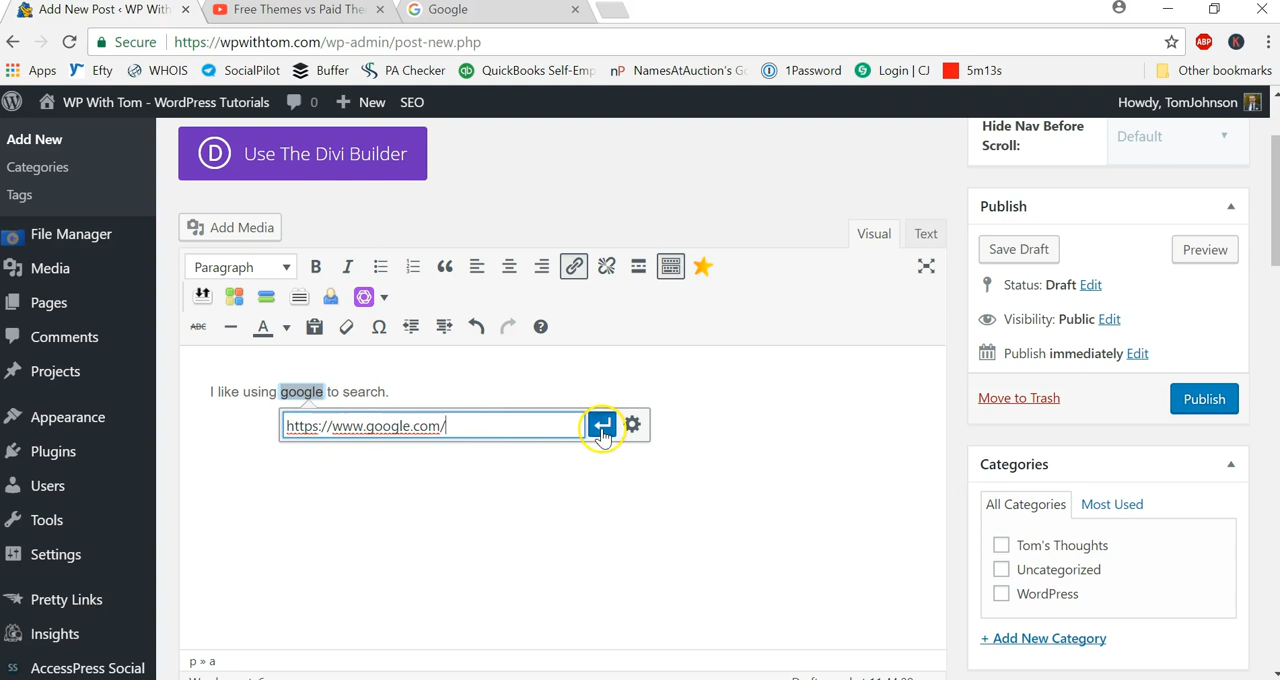 Add New Post ‹ WP With
Free Themes vs Paid The
Google
Secure
https://wpwithtom.com/wp-admin/post-new.php
ABP
K
Apps
Efty
WHOIS
SocialPilot
Buffer
PA Checker
QuickBooks Self-Emp
NamesAtAuction's G
1Password
Login | CJ
5m13s
Other bookmarks
WP With Tom - WordPress Tutorials
0
New
SEO
Howdy, TomJohnson
Add New
Categories
Tags
File Manager
Media
Pages
Comments
Projects
Appearance
Plugins
Users
Tools
Settings
Pretty Links
Insights
AccessPress Social
D Use The Divi Builder
Add Media
Visual
Text
Paragraph
ABC
I like using google to search.
https://www.google.com/
p » a
Hide Nav Before
Scroll:
Default
Publish
Save Draft
Preview
Status: Draft Edit
Visibility: Public Edit
Publish immediately Edit
Move to Trash
Publish
Categories
All Categories
Most Used
Tom's Thoughts
Uncategorized
WordPress
+ Add New Category